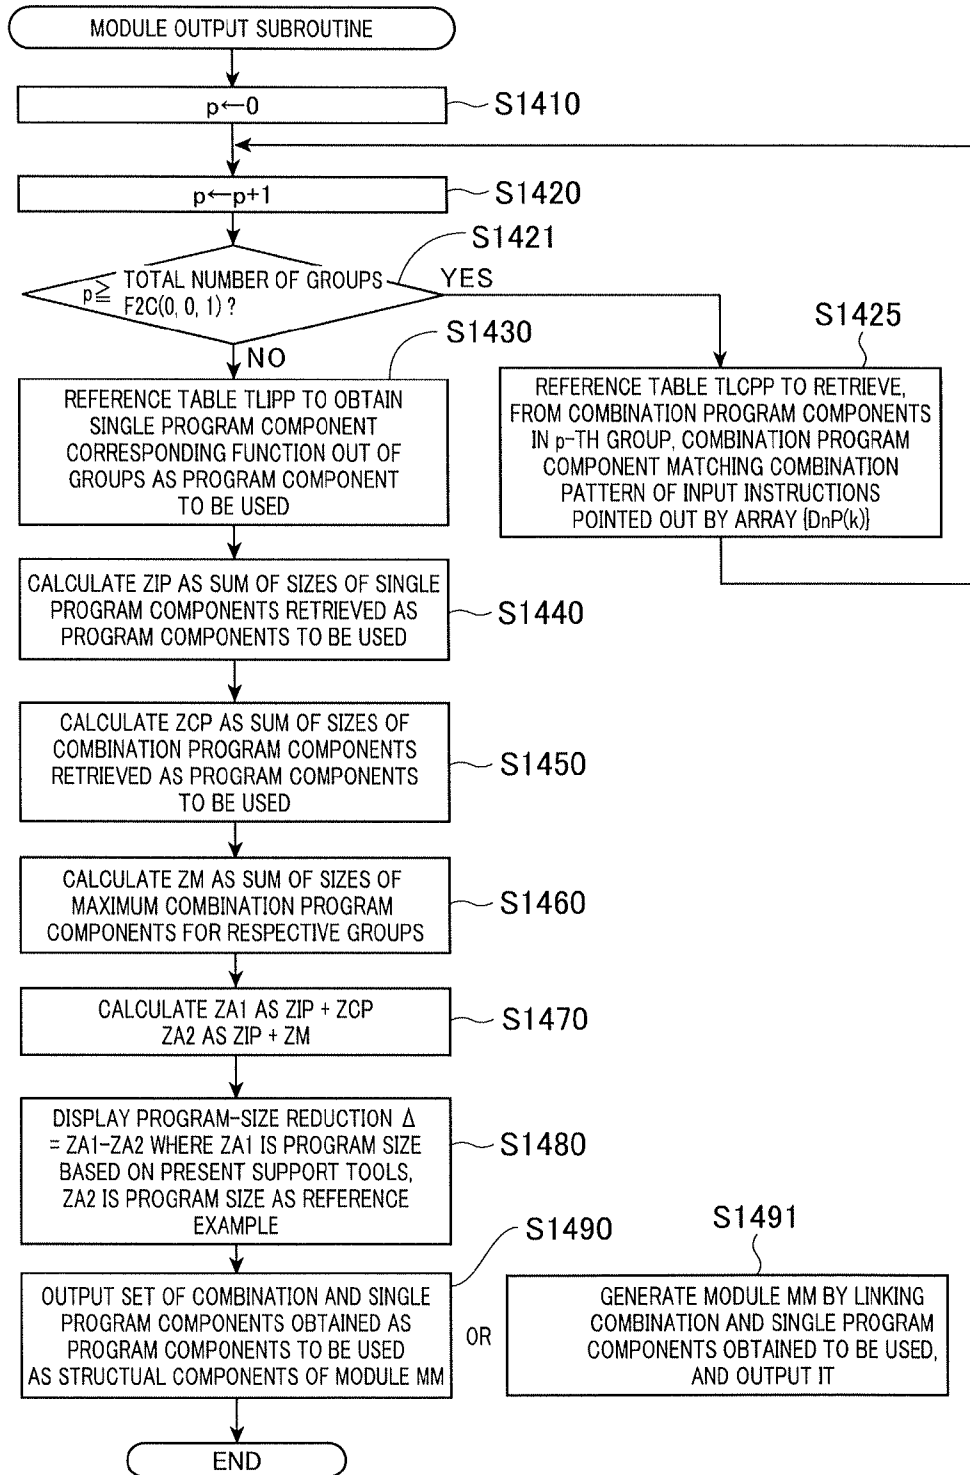 MODULE OUTPUT SUBROUTINE
p←0
S1410
p←p+1
S1420
S1421
p≧ TOTAL NUMBER OF GROUPS
F2C(0, 0, 1) ?
YES
NO
S1430
REFERENCE TABLE TLIPP TO OBTAIN
SINGLE PROGRAM COMPONENT
CORRESPONDING FUNCTION OUT OF
GROUPS AS PROGRAM COMPONENT
TO BE USED
S1425
REFERENCE TABLE TLCPP TO RETRIEVE,
FROM COMBINATION PROGRAM COMPONENTS
IN p-TH GROUP, COMBINATION PROGRAM
COMPONENT MATCHING COMBINATION
PATTERN OF INPUT INSTRUCTIONS
POINTED OUT BY ARRAY {DnP(k)}
CALCULATE ZIP AS SUM OF SIZES OF SINGLE
PROGRAM COMPONENTS RETRIEVED AS
PROGRAM COMPONENTS TO BE USED
S1440
CALCULATE ZCP AS SUM OF SIZES OF
COMBINATION PROGRAM COMPONENTS
RETRIEVED AS PROGRAM COMPONENTS
TO BE USED
S1450
CALCULATE ZM AS SUM OF SIZES OF
MAXIMUM COMBINATION PROGRAM
COMPONENTS FOR RESPECTIVE GROUPS
S1460
CALCULATE ZA1 AS ZIP + ZCP
ZA2 AS ZIP + ZM
S1470
DISPLAY PROGRAM-SIZE REDUCTION Δ
= ZA1-ZA2 WHERE ZA1 IS PROGRAM SIZE
BASED ON PRESENT SUPPORT TOOLS,
ZA2 IS PROGRAM SIZE AS REFERENCE
EXAMPLE
S1480
S1490
OUTPUT SET OF COMBINATION AND SINGLE
PROGRAM COMPONENTS OBTAINED AS
PROGRAM COMPONENTS TO BE USED
AS STRUCTUAL COMPONENTS OF MODULE MM
OR
S1491
GENERATE MODULE MM BY LINKING
COMBINATION AND SINGLE PROGRAM
COMPONENTS OBTAINED TO BE USED,
AND OUTPUT IT
END